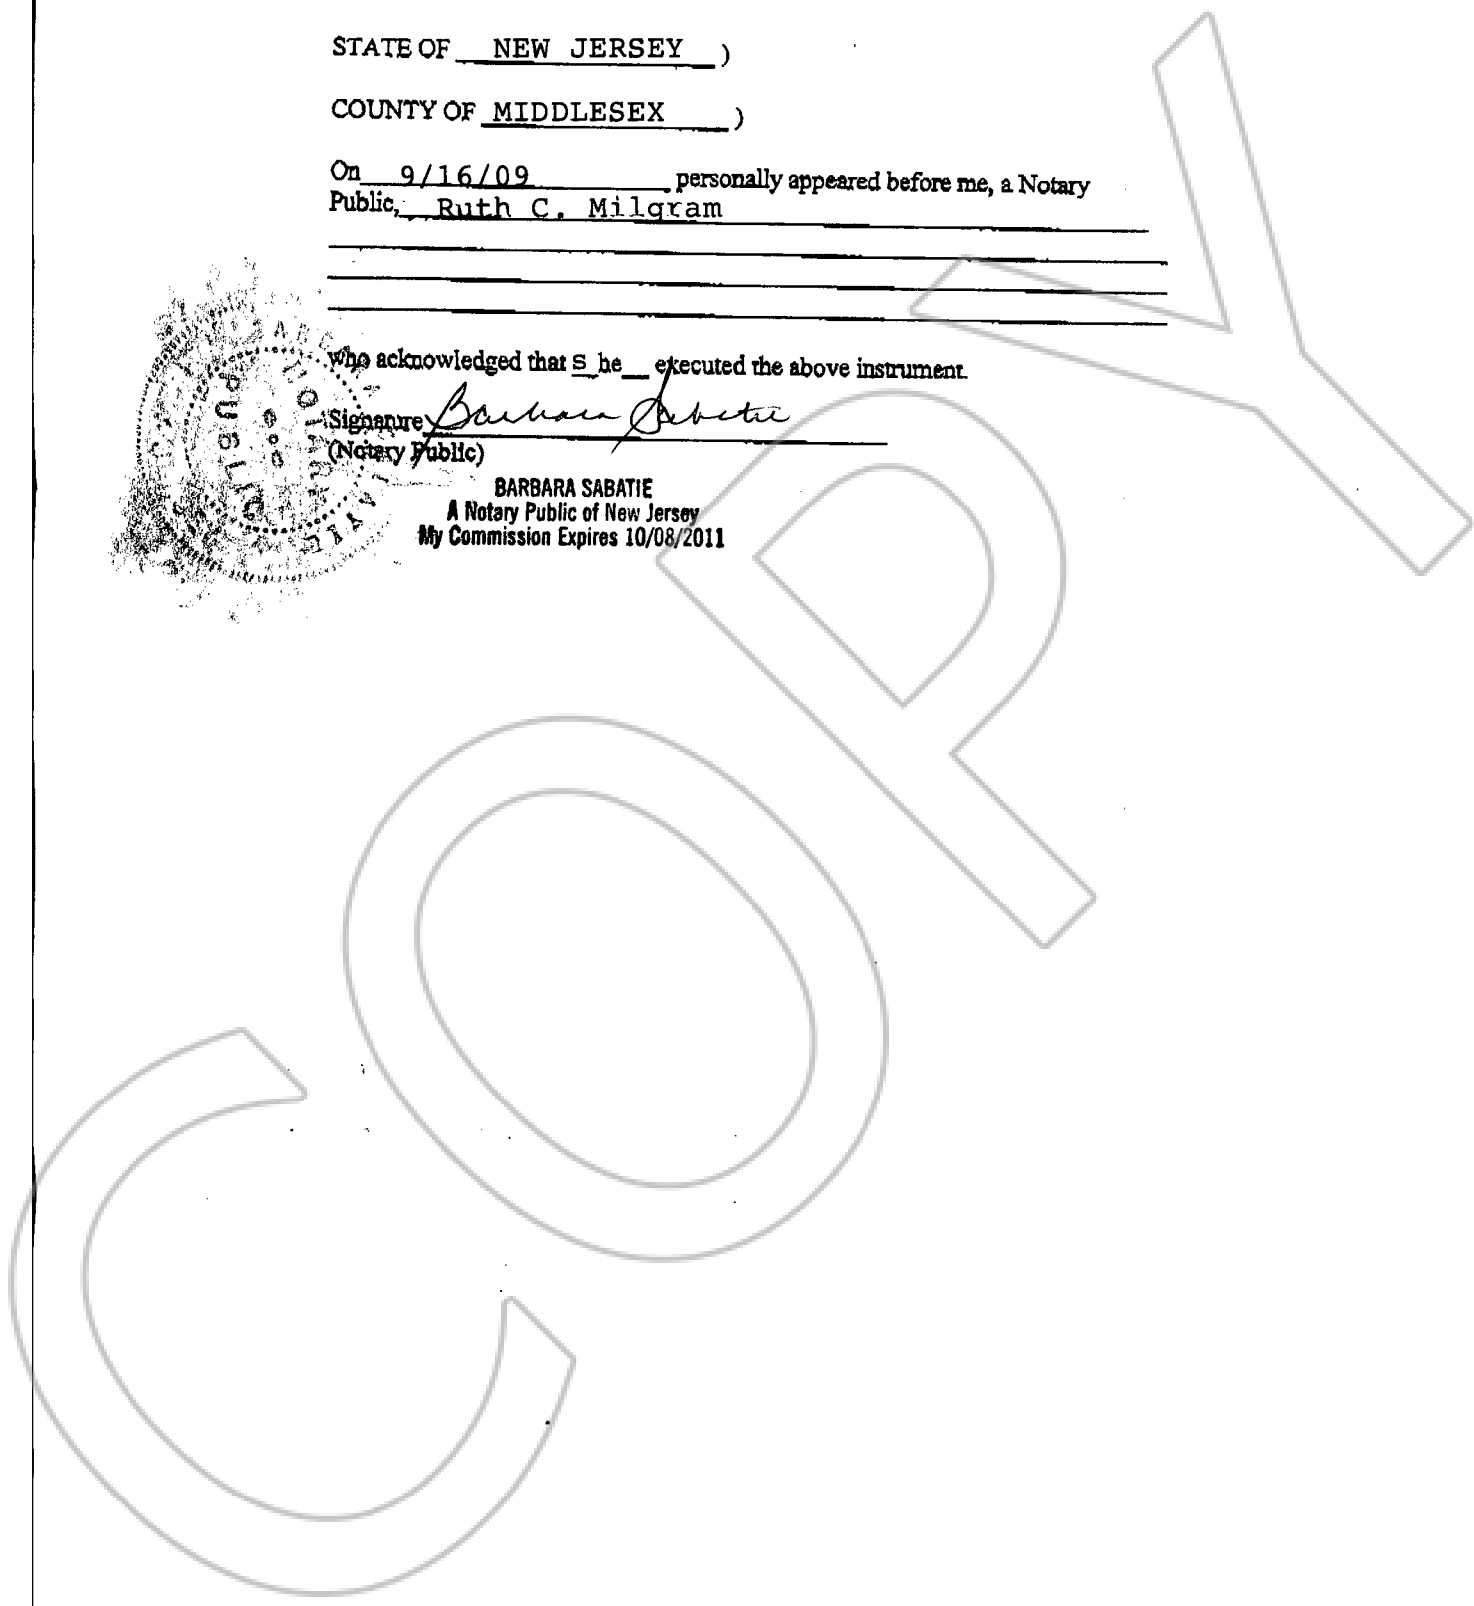 STATE OF NEW JERSEY )
COUNTY OF MIDDLESEX )
On 9/16/09 personally appeared before me, a Notary
Public, Ruth C. Milgram
who acknowledged that S he executed the above instrument.
Signature Barbara Sabatie
(Notary Public)
BARBARA SABATIE
A Notary Public of New Jersey
My Commission Expires 10/08/2011
NOTARY
PUBLIC
COPY